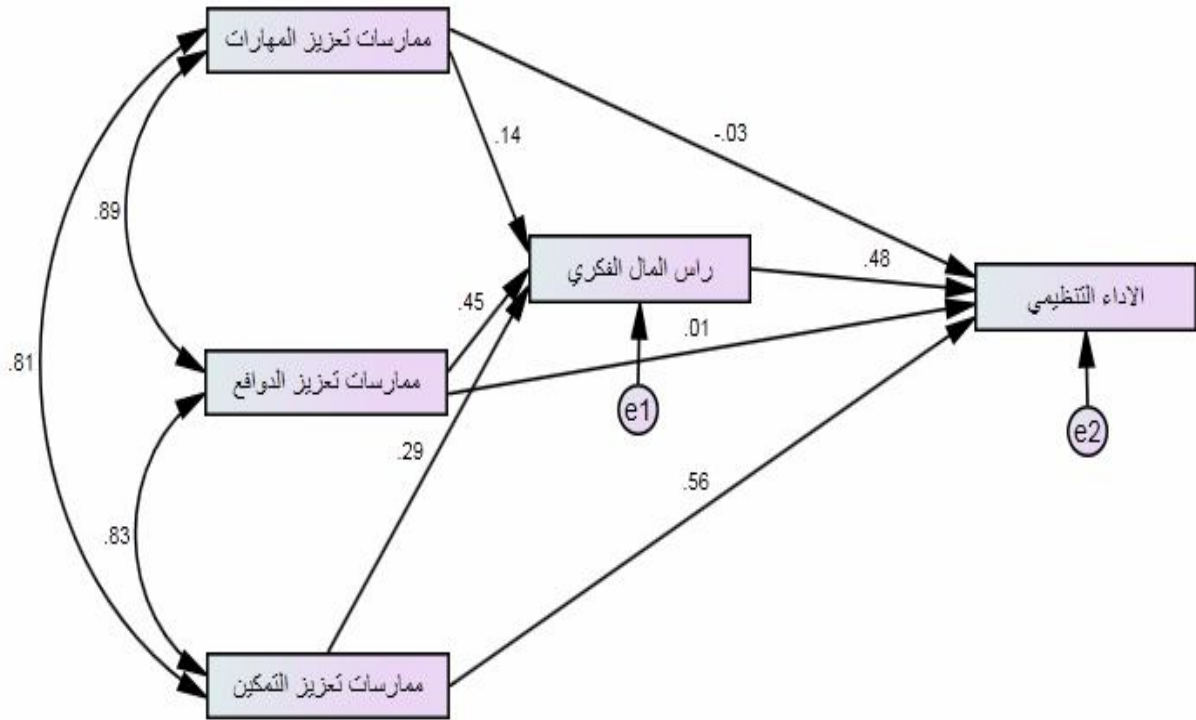 ممارسات تعزيز المهارات
-.03
.14
.89
راس المال الفكري
.48
الاداء التنظيمي
.45
.01
.81
ممارسات تعزيز الدوافع
e1
e2
.29
.56
.83
ممارسات تعزيز التمكين